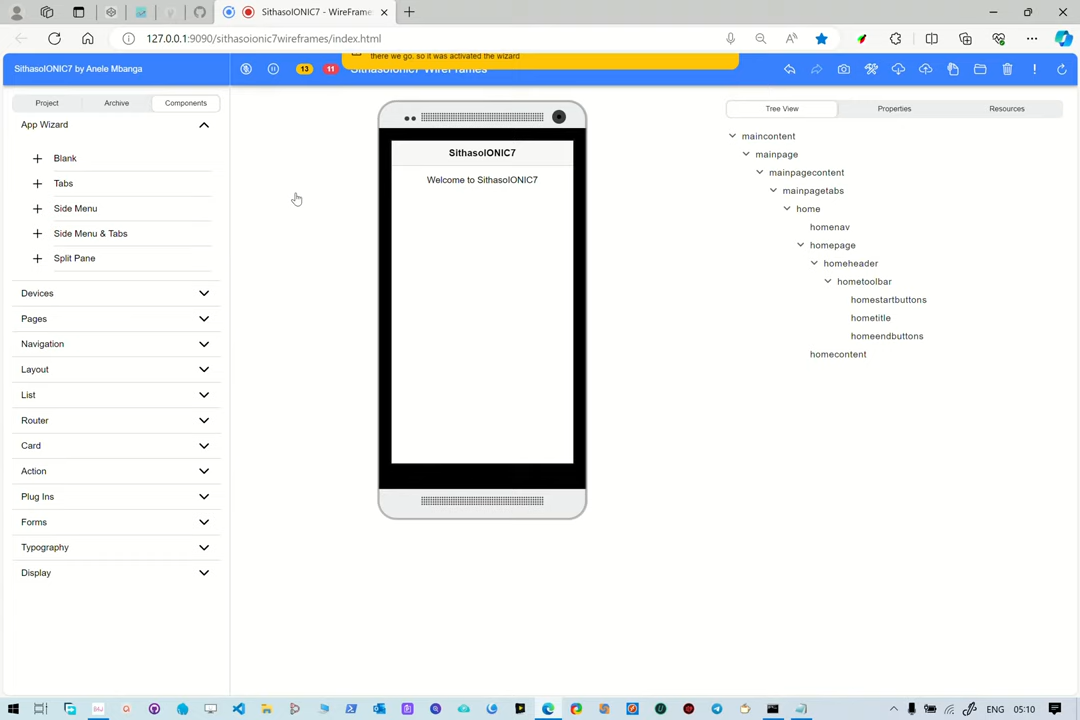 SithasoIONIC7 - WireFrame
127.0.0.1:9090/sithasoionic7wireframes/index.html
there we go. so it was activated the wizard
SithasoIONIC7 by Anele Mbanga
13
11
SithasoIONIC7 WireFrames
Project
Archive
Components
Tree View
Properties
Resources
App Wizard
Blank
Tabs
Side Menu
Side Menu & Tabs
Split Pane
Devices
Pages
Navigation
Layout
List
Router
Card
Action
Plug Ins
Forms
Typography
Display
SithasoIONIC7
Welcome to SithasoIONIC7
maincontent
mainpage
mainpagecontent
mainpagetabs
home
homenav
homepage
homeheader
hometoolbar
homestartbuttons
hometitle
homeendbuttons
homecontent
ENG
05:10